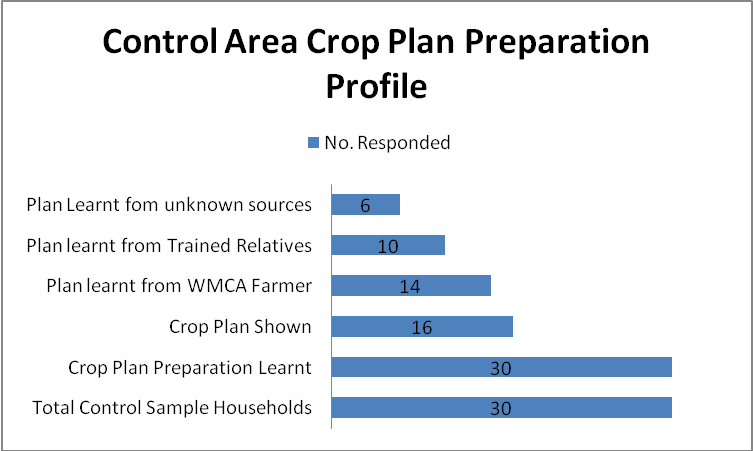 Control Area Crop Plan Preparation
Profile
No. Responded
Plan Learnt fom unknown sources
6
Plan learnt from Trained Relatives
10
Plan learnt from WMCA Farmer
14
Crop Plan Shown
16
Crop Plan Preparation Learnt
30
Total Control Sample Households
30